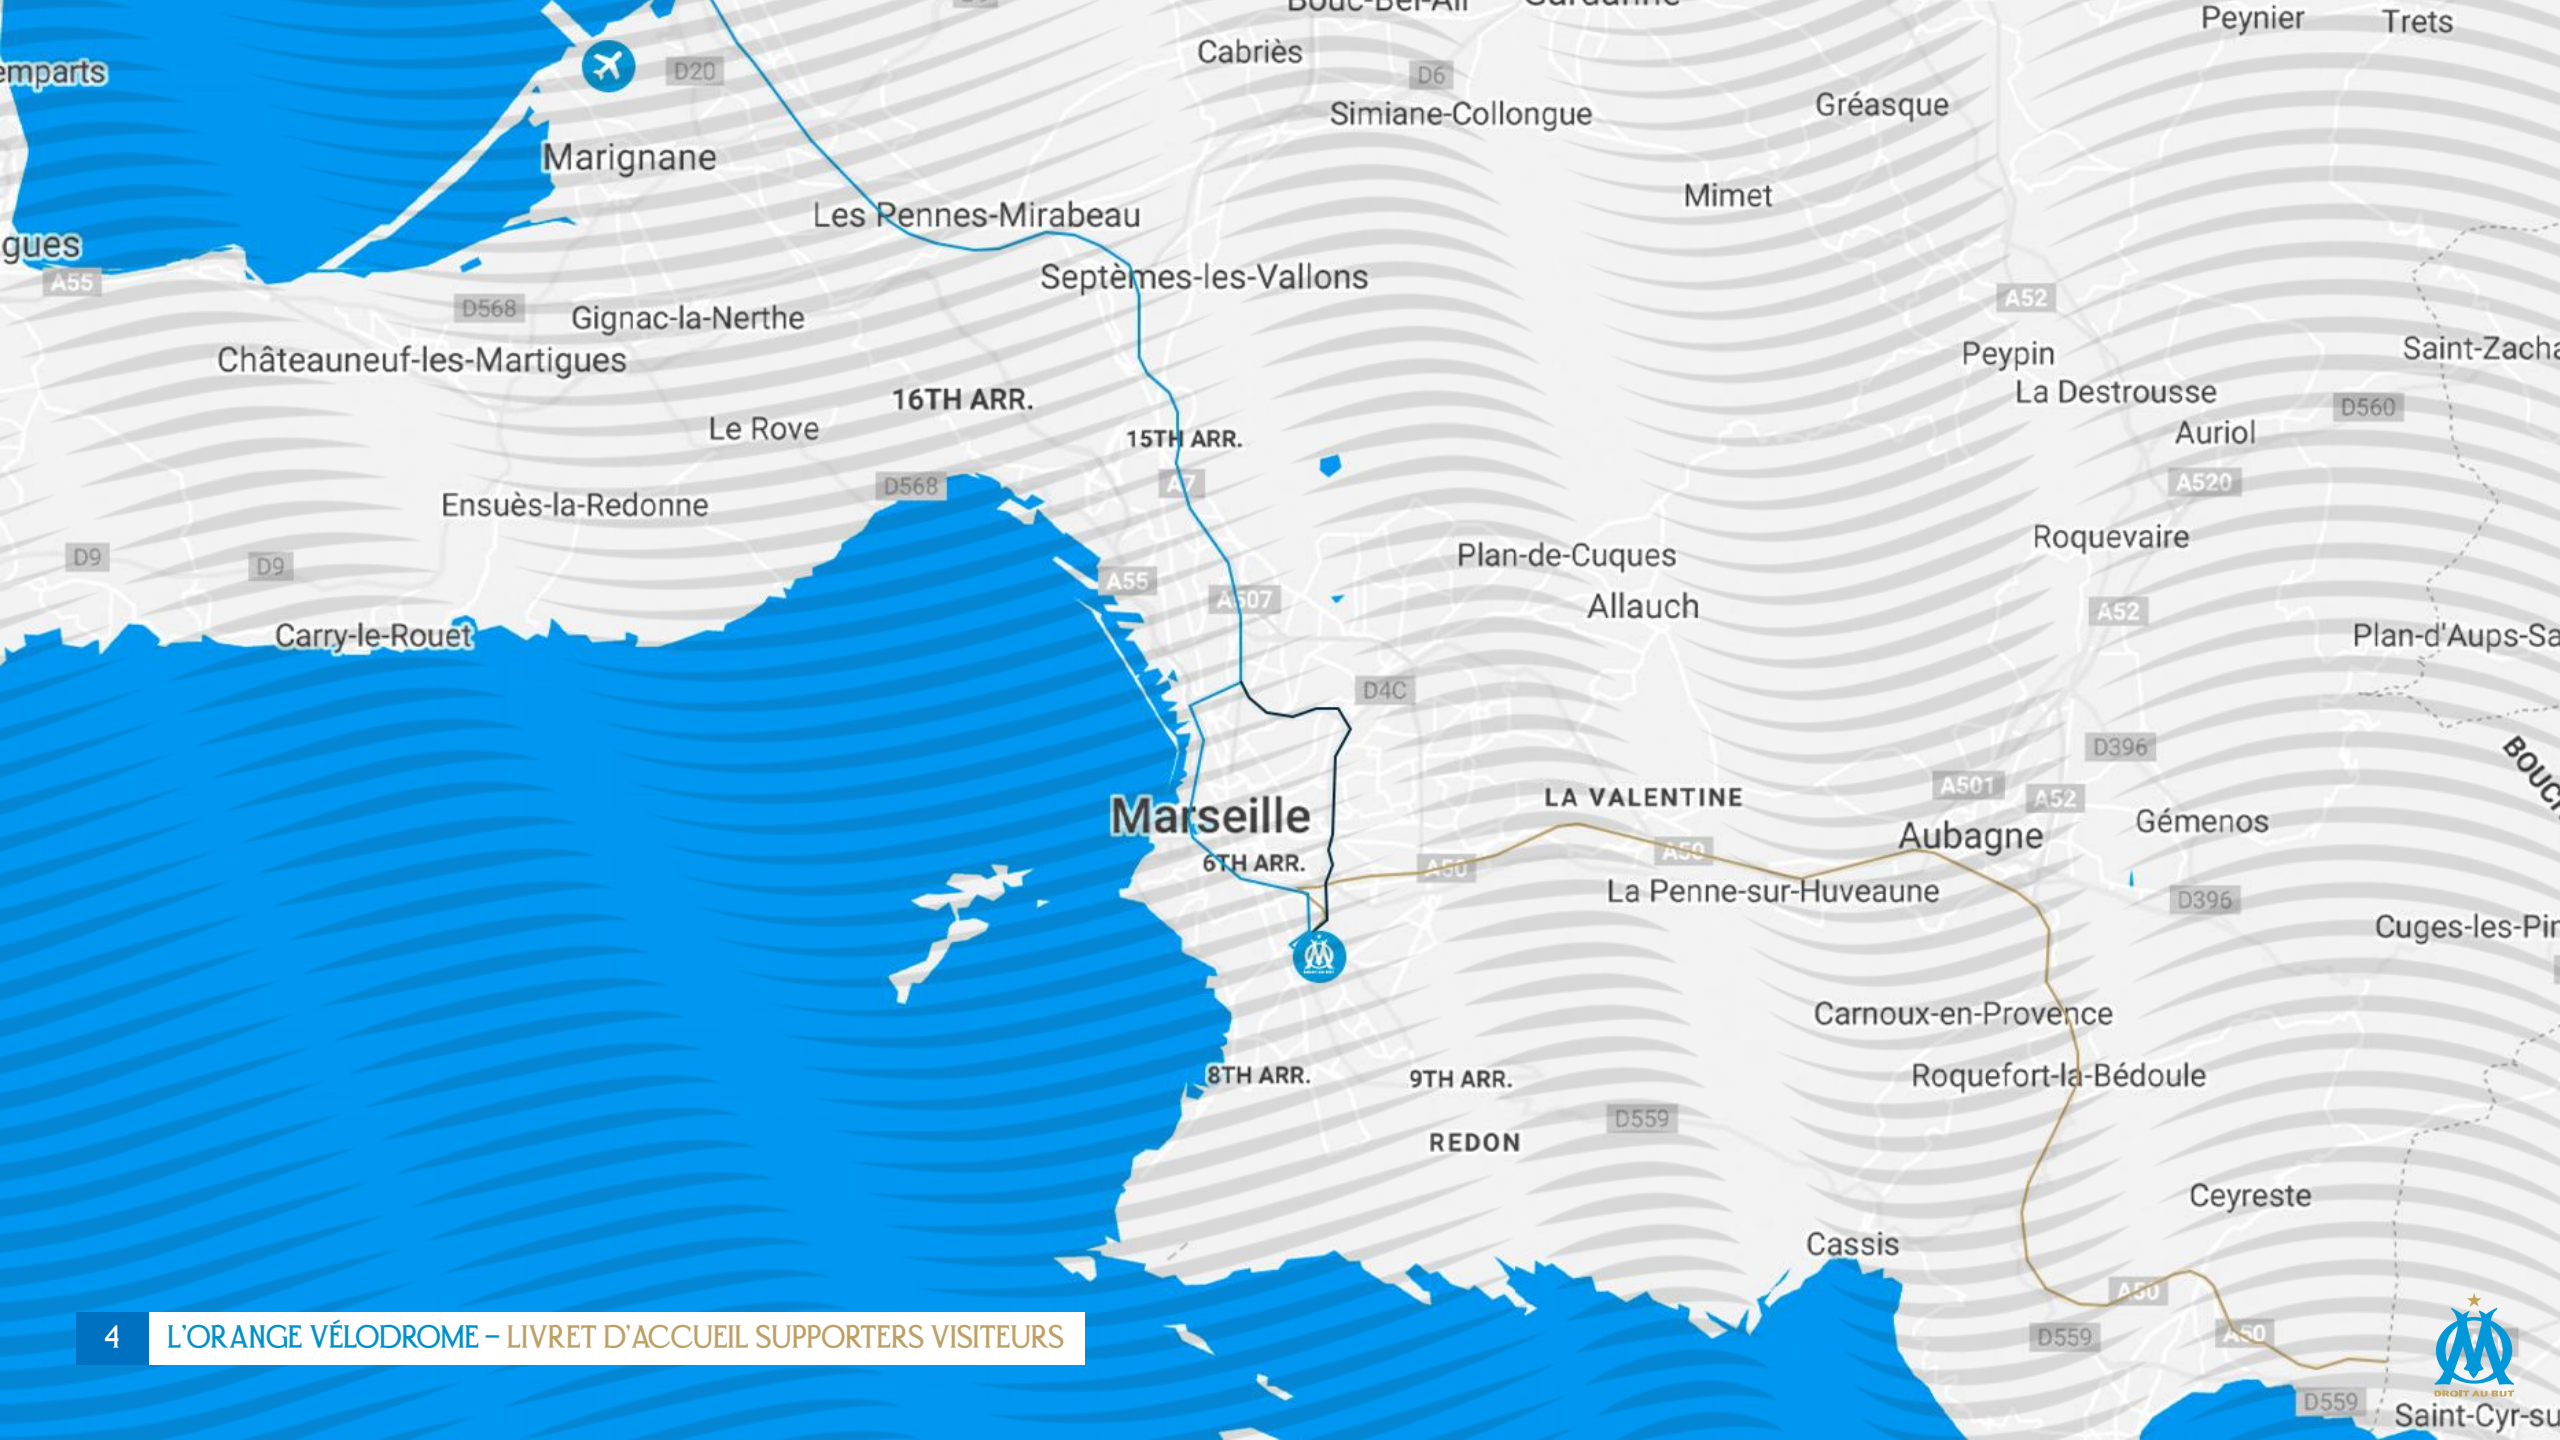 Peynier
Trets
Cabriès
emparts
D20
D6
Simiane-Collongue
Gréasque
Marignane
Mimet
Les Pennes-Mirabeau
gues
A55
Septèmes-les-Vallons
D568
Gignac-la-Nerthe
A52
Châteauneuf-les-Martigues
Peypin
Saint-Zacha
La Destrousse
16TH ARR.
D560
Le Rove
15TH ARR.
Auriol
D568
A7
A520
Ensuès-la-Redonne
Roquevaire
D9
D9
Plan-de-Cuques
A55
A507
Allauch
A52
Carry-le-Rouet
Plan-d'Aups-Sa
D4C
D396
BOUCH
LA VALENTINE
A501
A52
Marseille
Gémenos
Aubagne
6TH ARR.
A50
A50
La Penne-sur-Huveaune
D396
Cuges-les-Pin
Carnoux-en-Provence
8TH ARR.
9TH ARR.
Roquefort-la-Bédoule
D559
REDON
Ceyreste
Cassis
A50
4 L'ORANGE VÉLODROME – LIVRET D'ACCUEIL SUPPORTERS VISITEURS
D559
A50
DROIT AU BUT
D559
Saint-Cyr-su